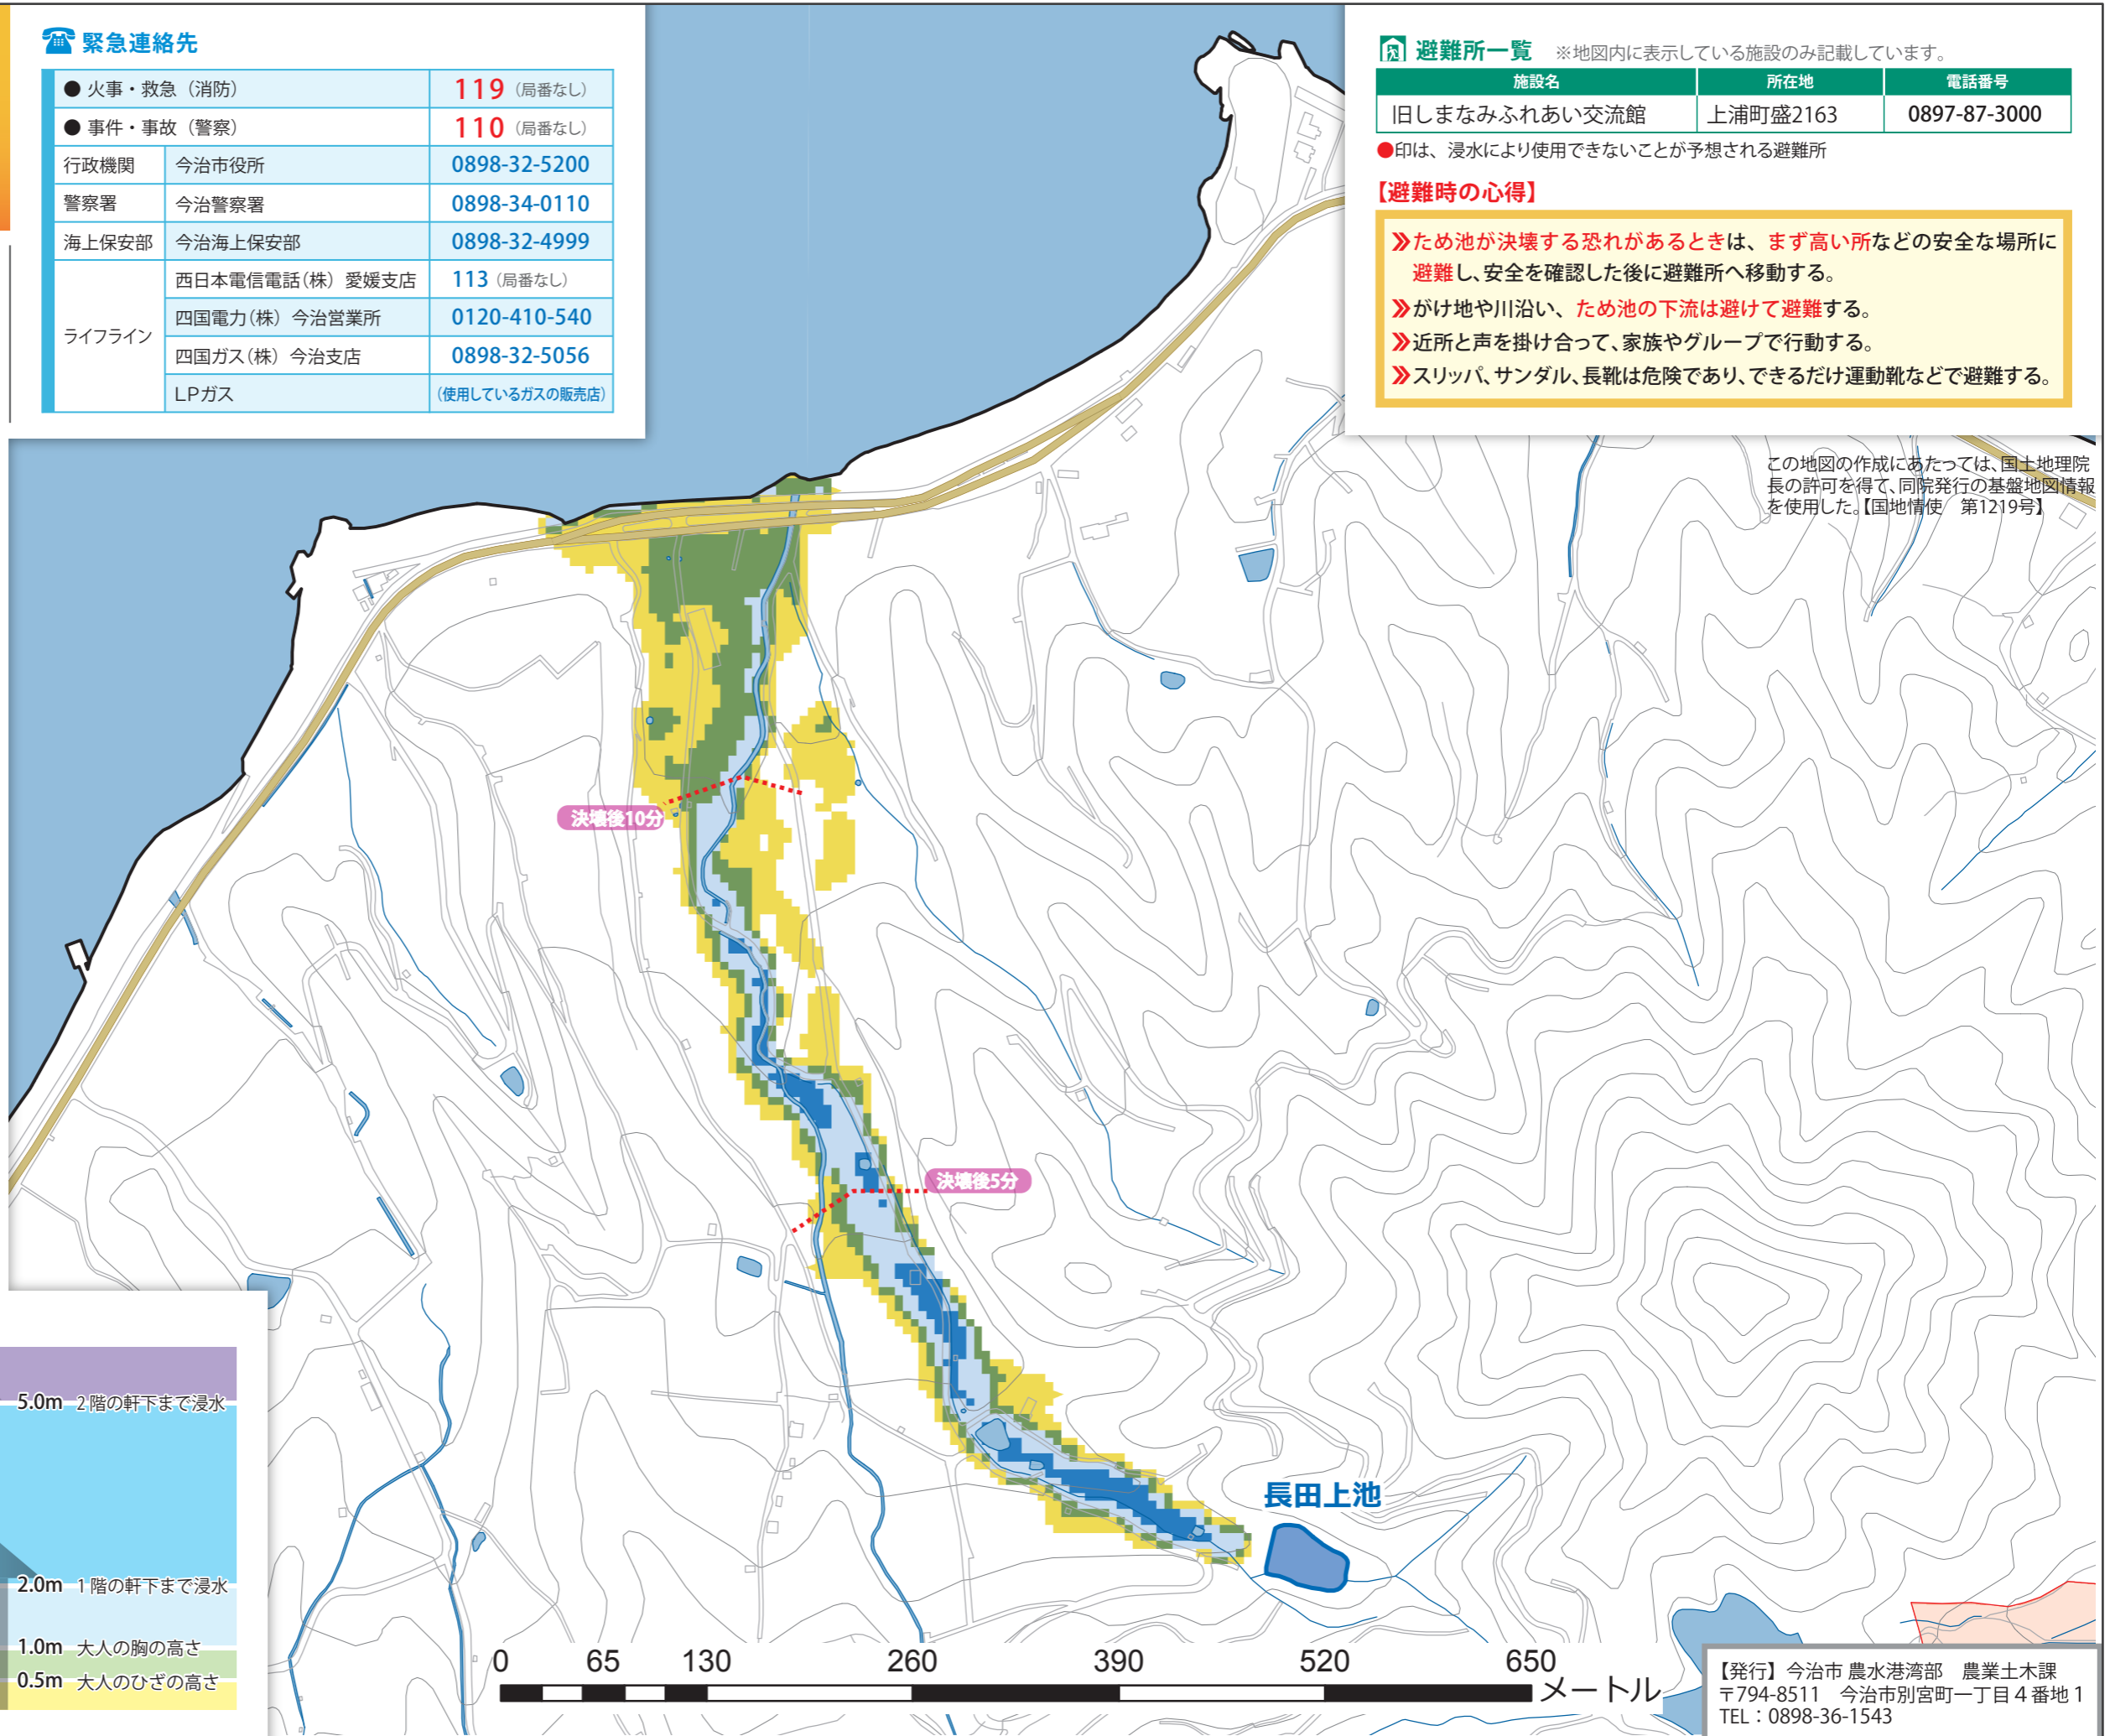 緊急連絡先
● 火事・救急（消防） 119（局番なし）
● 事件・事故（警察） 110（局番なし）
行政機関 今治市役所 0898-32-5200
警察署 今治警察署 0898-34-0110
海上保安部 今治海上保安部 0898-32-4999
ライフライン
西日本電信電話（株） 愛媛支店 113（局番なし）
四国電力（株） 今治営業所 0120-410-540
四国ガス（株） 今治支店 0898-32-5056
LPガス （使用しているガスの販売店）
避難所一覧 ※地図内に表示している施設のみ記載しています。
施設名 所在地 電話番号
旧しまなみふれあい交流館 上浦町盛2163 0897-87-3000
●印は、浸水により使用できないことが予想される避難所
【避難時の心得】
ため池が決壊する恐れがあるときは、まず高い所などの安全な場所に
避難し、安全を確認した後に避難所へ移動する。
がけ地や川沿い、ため池の下流は避けて避難する。
近所と声を掛け合って、家族やグループで行動する。
スリッパ、サンダル、長靴は危険であり、できるだけ運動靴などで避難する。
この地図の作成にあたっては、国土地理院
長の許可を得て、同院発行の基盤地図情報
を使用した。【国地情使 第1219号】
決壊後10分
決壊後5分
長田上池
5.0m 2階の軒下まで浸水
2.0m 1階の軒下まで浸水
1.0m 大人の胸の高さ
0.5m 大人のひざの高さ
0 65 130 260 390 520 650
メートル
【発行】今治市 農水港湾部 農業土木課
〒794-8511 今治市別宮町一丁目4番地1
TEL：0898-36-1543